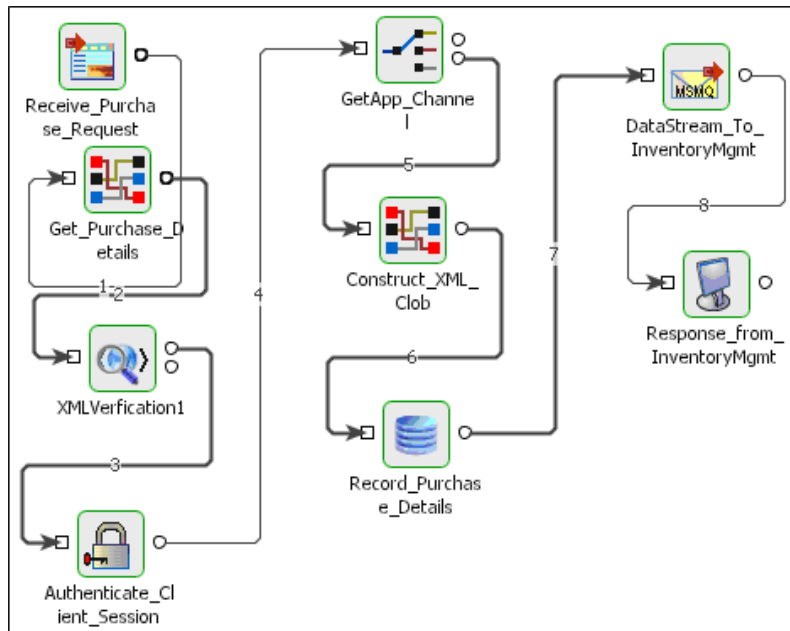 Receive_Purcha
se_Request
Get_Purchase_D
etails
1
2
XMLVerfication1
3
Authenticate_Cl
ient_Session
4
GetApp_Channe
l
5
Construct_XML_
Clob
6
Record_Purchas
e_Details
7
MSMQ
DataStream_To_
InventoryMgmt
8
Response_from_
InventoryMgmt